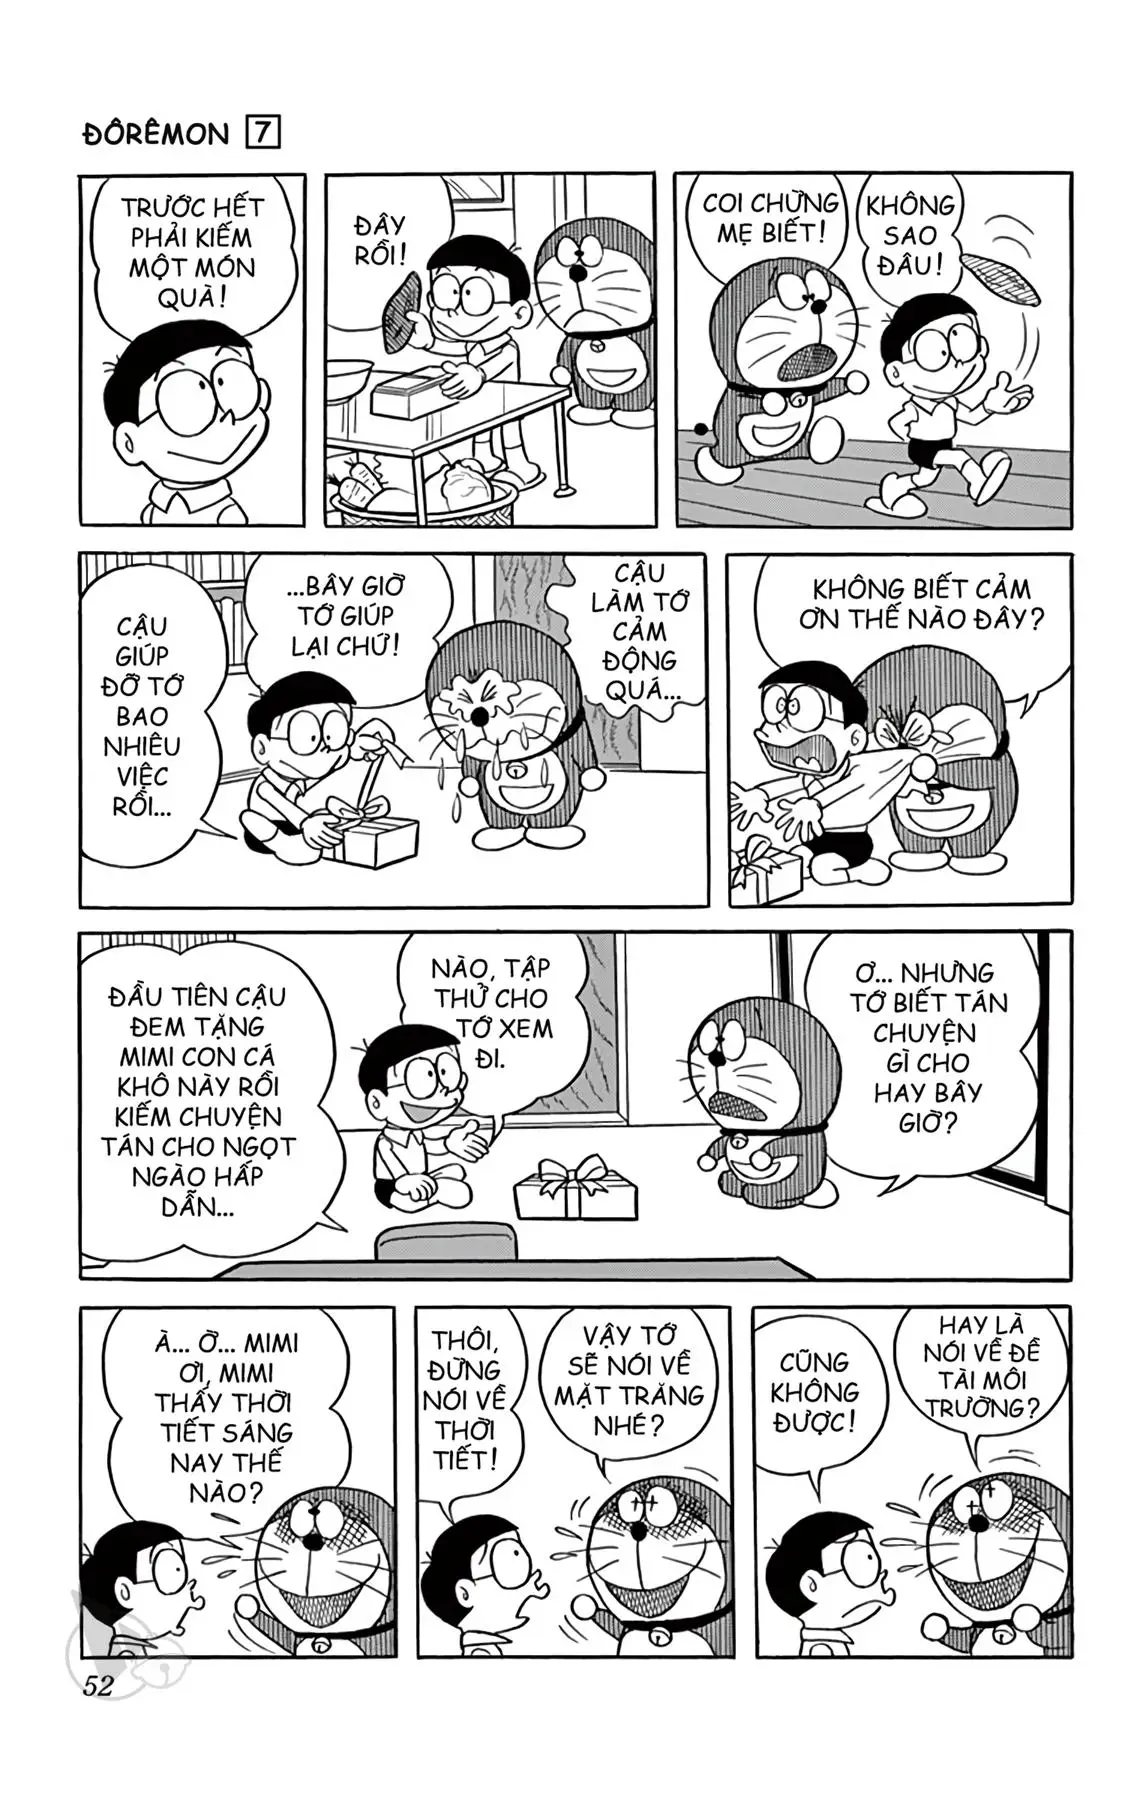 ĐÔRÊMON 7
TRƯỚC HẾT
PHẢI KIẾM
MỘT MÓN
QUÀ!
ĐÂY
RỒI!
COI CHỪNG
MẸ BIẾT!
KHÔNG
SAO
ĐÂU!
CẬU
GIÚP
ĐỠ TỚ
BAO
NHIÊU
VIỆC
RỒI...
...BÂY GIỜ
TỚ GIÚP
LẠI CHỨ!
CẬU
LÀM TỚ
CẢM
ĐỘNG
QUÁ...
KHÔNG BIẾT CẢM
ƠN THẾ NÀO ĐÂY?
ĐẦU TIÊN CẬU
ĐEM TẶNG
MIMI CON CÁ
KHÔ NÀY RỒI
KIẾM CHUYỆN
TÁN CHO NGỌT
NGÀO HẤP
DẪN...
NÀO, TẬP
THỬ CHO
TỚ XEM
ĐI.
Ơ... NHƯNG
TỚ BIẾT TÁN
CHUYỆN
GÌ CHO
HAY BÂY
GIỜ?
À... Ờ... MIMI
ƠI, MIMI
THẤY THỜI
TIẾT SÁNG
NAY THẾ
NÀO?
THÔI,
ĐỪNG
NÓI VỀ
THỜI
TIẾT!
VẬY TỚ
SẼ NÓI VỀ
MẶT TRĂNG
NHÉ?
CŨNG
KHÔNG
ĐƯỢC!
HAY LÀ
NÓI VỀ ĐỀ
TÀI MÔI
TRƯỜNG?
52